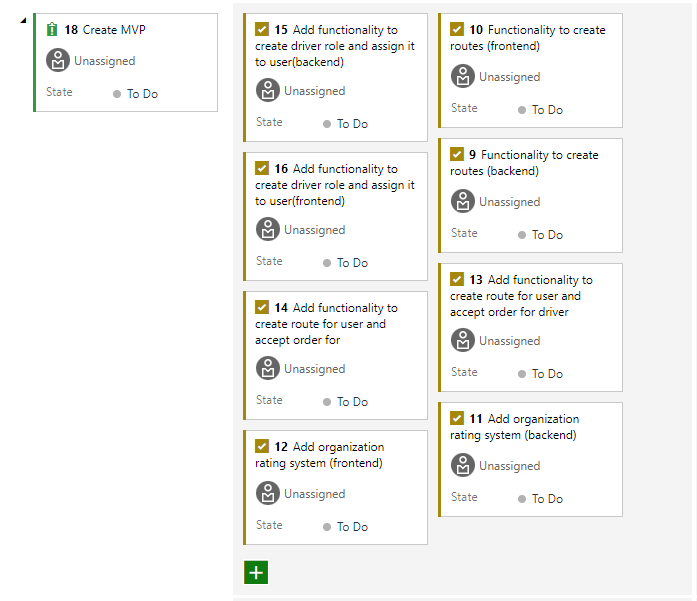 18 Create MVP
Unassigned
State To Do
15 Add functionality to
create driver role and assign it
to user(backend)
Unassigned
State To Do
16 Add functionality to
create driver role and assign it
to user(frontend)
Unassigned
State To Do
14 Add functionality to
create route for user and
accept order for
Unassigned
State To Do
12 Add organization
rating system (frontend)
Unassigned
State To Do
10 Functionality to create
routes (frontend)
Unassigned
State To Do
9 Functionality to create
routes (backend)
Unassigned
State To Do
13 Add functionality to
create route for user and
accept order for driver
Unassigned
State To Do
11 Add organization
rating system (backend)
Unassigned
State To Do